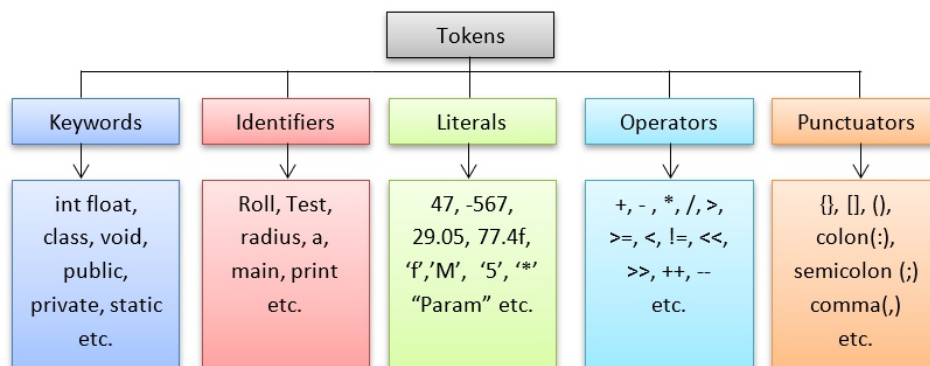 Tokens
Keywords
Identifiers
Literals
Operators
Punctuators
int float,
class, void,
public,
private, static
etc.
Roll, Test,
radius, a,
main, print
etc.
47, -567,
29.05, 77.4f,
‘f’,’M’, ‘5’, ‘*’
“Param” etc.
+, - , *, /, >,
>=, <, !=, <<,
>>, ++, --
etc.
{}, [], (),
colon(:),
semicolon (;)
comma(,)
etc.